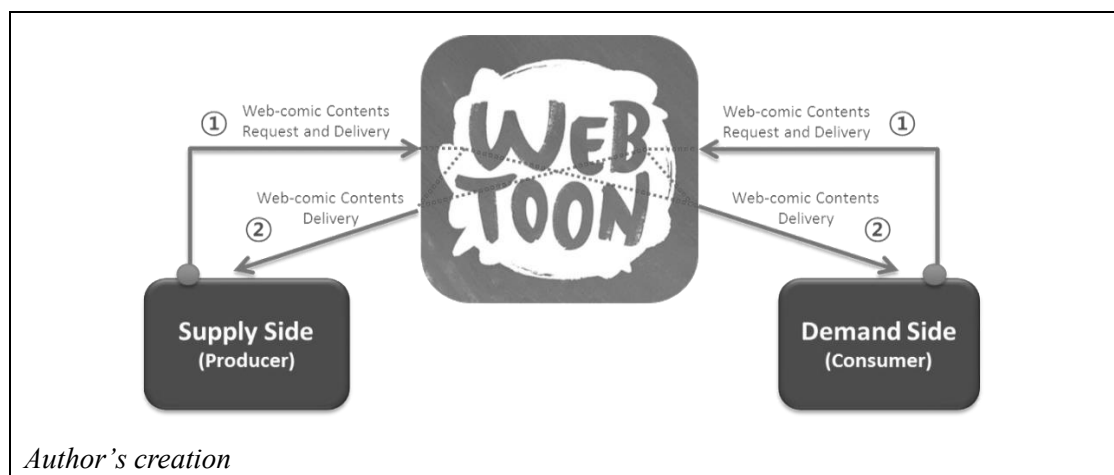 ①
Web-comic Contents
Request and Delivery
Web-comic Contents
Request and Delivery
①
WEB
TOON
②
Web-comic Contents
Delivery
Web-comic Contents
Delivery
②
Supply Side
(Producer)
Demand Side
(Consumer)
Author's creation